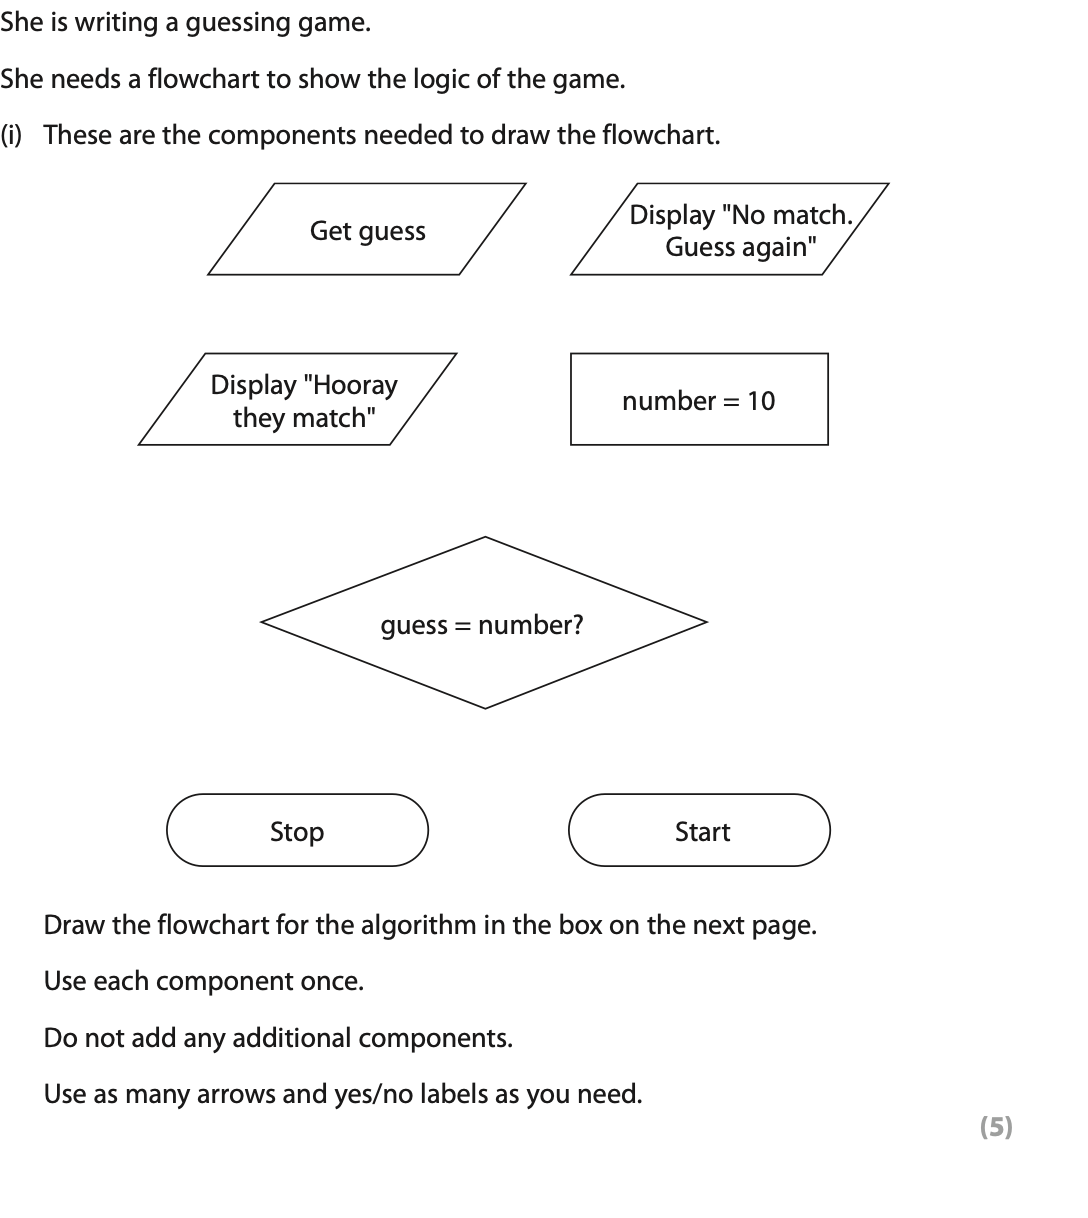 She is writing a guessing game.
She needs a flowchart to show the logic of the game.
(i) These are the components needed to draw the flowchart.
Get guess
Display "No match.
Guess again"
Display "Hooray
they match"
number = 10
guess = number?
Stop
Start
Draw the flowchart for the algorithm in the box on the next page.
Use each component once.
Do not add any additional components.
Use as many arrows and yes/no labels as you need.
(5)